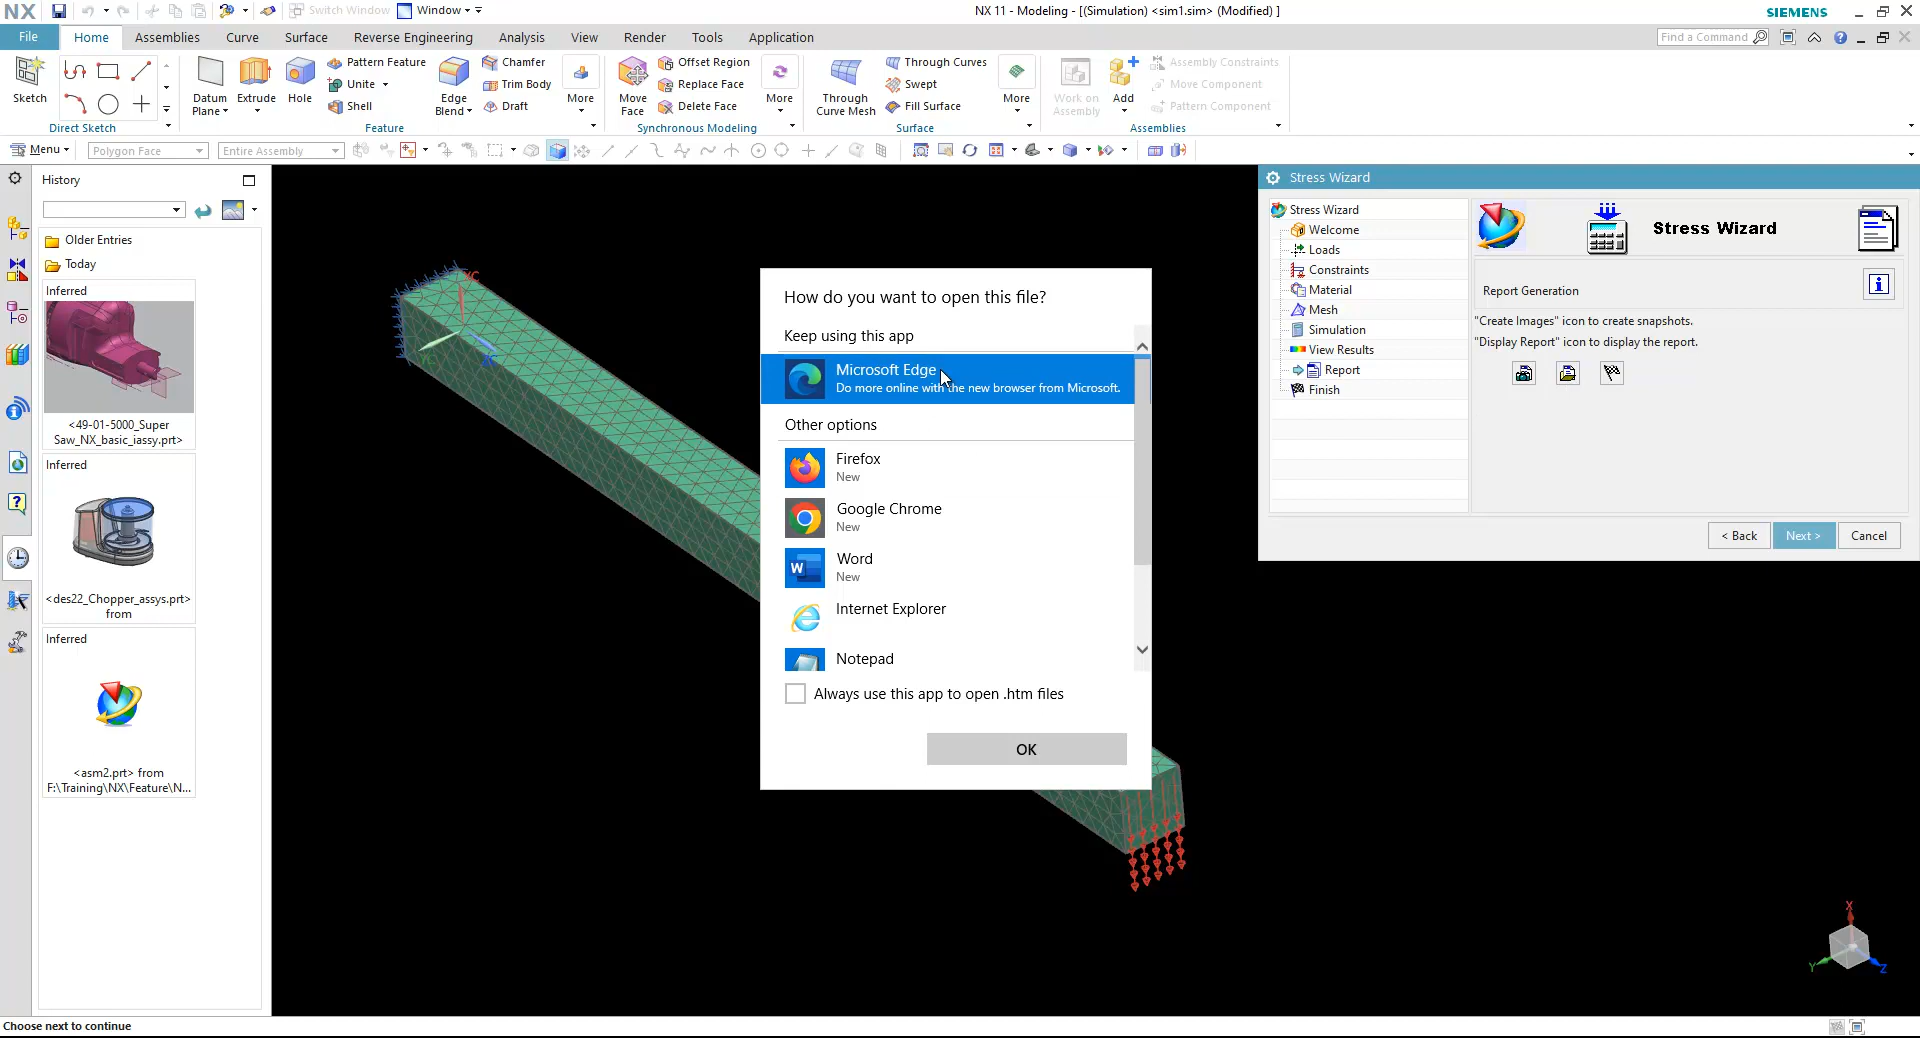 NX
Switch Window
Window
NX 11 - Modeling - [(Simulation) <sim1.sim> (Modified) ]
SIEMENS
File
Home
Assemblies
Curve
Surface
Reverse Engineering
Analysis
View
Render
Tools
Application
Find a Command
Sketch
Direct Sketch
Datum
Plane
Extrude
Hole
Pattern Feature
Unite
Shell
Edge
Blend
Chamfer
Trim Body
Draft
More
Feature
Move
Face
Offset Region
Replace Face
Delete Face
More
Synchronous Modeling
Through
Curve Mesh
Through Curves
Swept
Fill Surface
More
Surface
Work on
Assembly
Add
Assembly Constraints
Move Component
Pattern Component
Assemblies
Menu
Polygon Face
Entire Assembly
History
Older Entries
Today
Inferred
<49-01-5000_Super
Saw_NX_basic_iassy.prt>
Inferred
<des22_Chopper_assys.prt>
from
Inferred
<asm2.prt> from
F:\Training\NX\Feature\N...
XC
ZC
How do you want to open this file?
Keep using this app
Microsoft Edge
Do more online with the new browser from Microsoft.
Other options
Firefox
New
Google Chrome
New
Word
New
Internet Explorer
Notepad
Always use this app to open .htm files
OK
Stress Wizard
Stress Wizard
Welcome
Loads
Constraints
Material
Mesh
Simulation
View Results
Report
Finish
Stress Wizard
Report Generation
"Create Images" icon to create snapshots.
"Display Report" icon to display the report.
< Back
Next >
Cancel
X
Y
Z
Choose next to continue